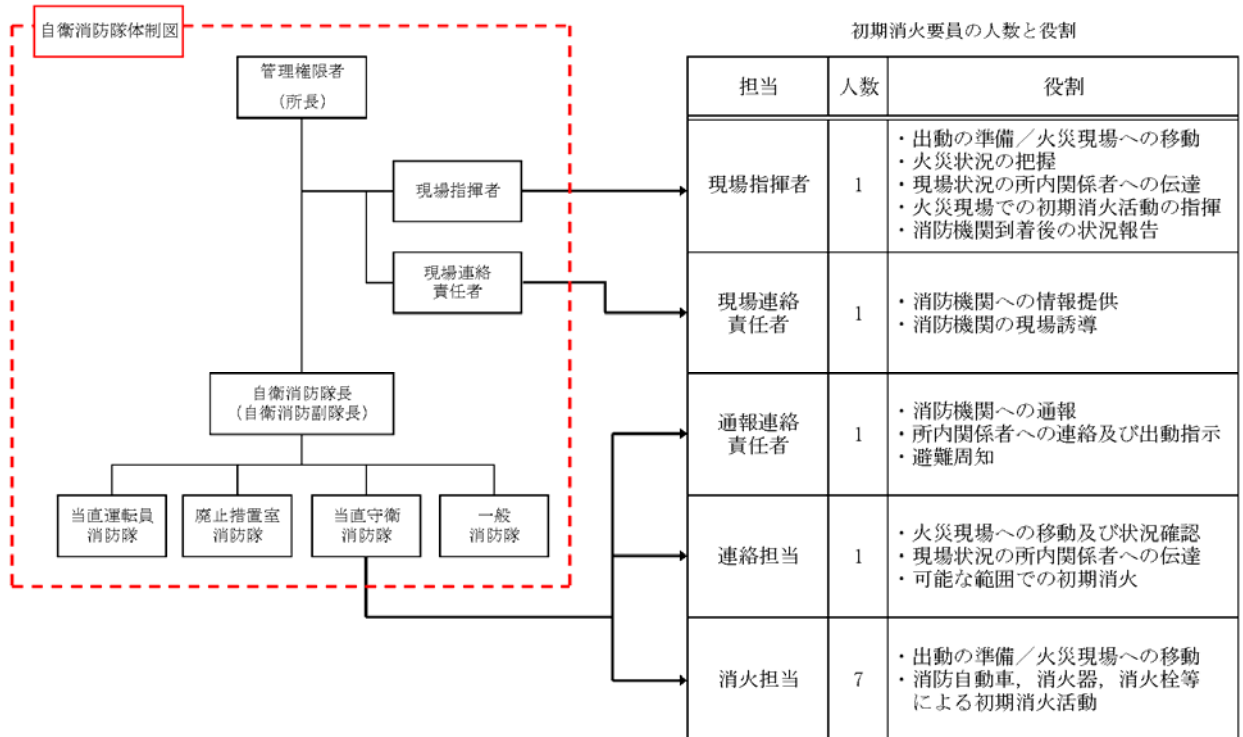 自衛消防隊体制図
管理権限者
(所長)
現場指揮者
現場連絡
責任者
自衛消防隊長
(自衛消防副隊長)
当直運転員
消防隊
廃止措置室
消防隊
当直守衛
消防隊
一般
消防隊
初期消火要員の人数と役割
担当 人数 役割
現場指揮者 1
・出動の準備/火災現場への移動
・火災状況の把握
・現場状況の所内関係者への伝達
・火災現場での初期消火活動の指揮
・消防機関到着後の状況報告
現場連絡
責任者
1
・消防機関への情報提供
・消防機関の現場誘導
通報連絡
責任者
1
・消防機関への通報
・所内関係者への連絡及び出動指示
・避難周知
連絡担当 1
・火災現場への移動及び状況確認
・現場状況の所内関係者への伝達
・可能な範囲での初期消火
消火担当 7
・出動の準備/火災現場への移動
・消防自動車,消火器,消火栓等
による初期消火活動